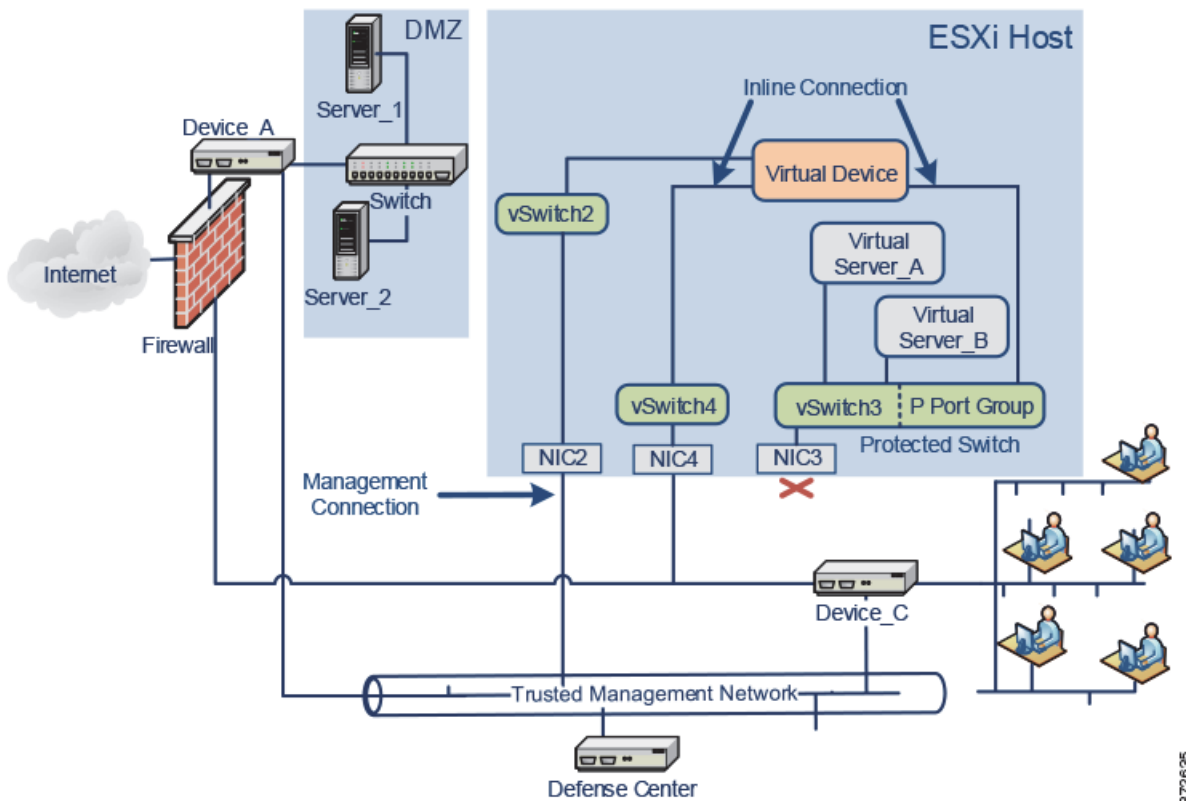 DMZ
ESXi Host
Server_1
Inline Connection
Device_A
Virtual Device
Switch
vSwitch2
Virtual
Server_A
Internet
Server_2
Virtual
Server_B
Firewall
vSwitch4
vSwitch3
P Port Group
Protected Switch
NIC2
NIC4
NIC3
Management
Connection
Device_C
Trusted Management Network
Defense Center